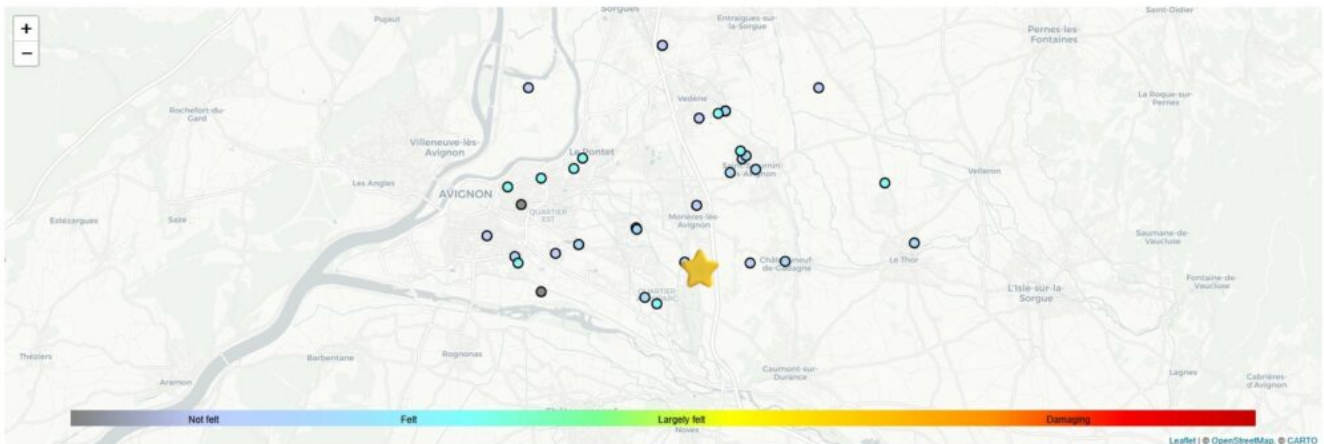 +
−
Pujaut
Sorgues
Entraigues-sur
-la-Sorgue
Saint-Didier
Pernes-les
Fontaines
Rochefort-du-
Gard
Vedène
La Roque-sur-
Pernes
Villeneuve-lès
Avignon
Le Pontet
Les Angles
AVIGNON
QUARTIER
EST
Velleron
Estézargues
Saze
Morières-lès
Avignon
Châteauneuf
-de-Gadagne
Le Thor
Saumane-de-
Vaucluse
L'Isle-sur-la-
Sorgue
Fontaine-de-
Vaucluse
QUARTIER
Théziers
Barbentane
Rognonas
Aramon
Caumont-sur-
Durance
Lagnes
Cabrières-
d'Avignon
Not felt
Felt
Largely felt
Damaging
Noves
Leaflet | © OpenStreetMap, © CARTO